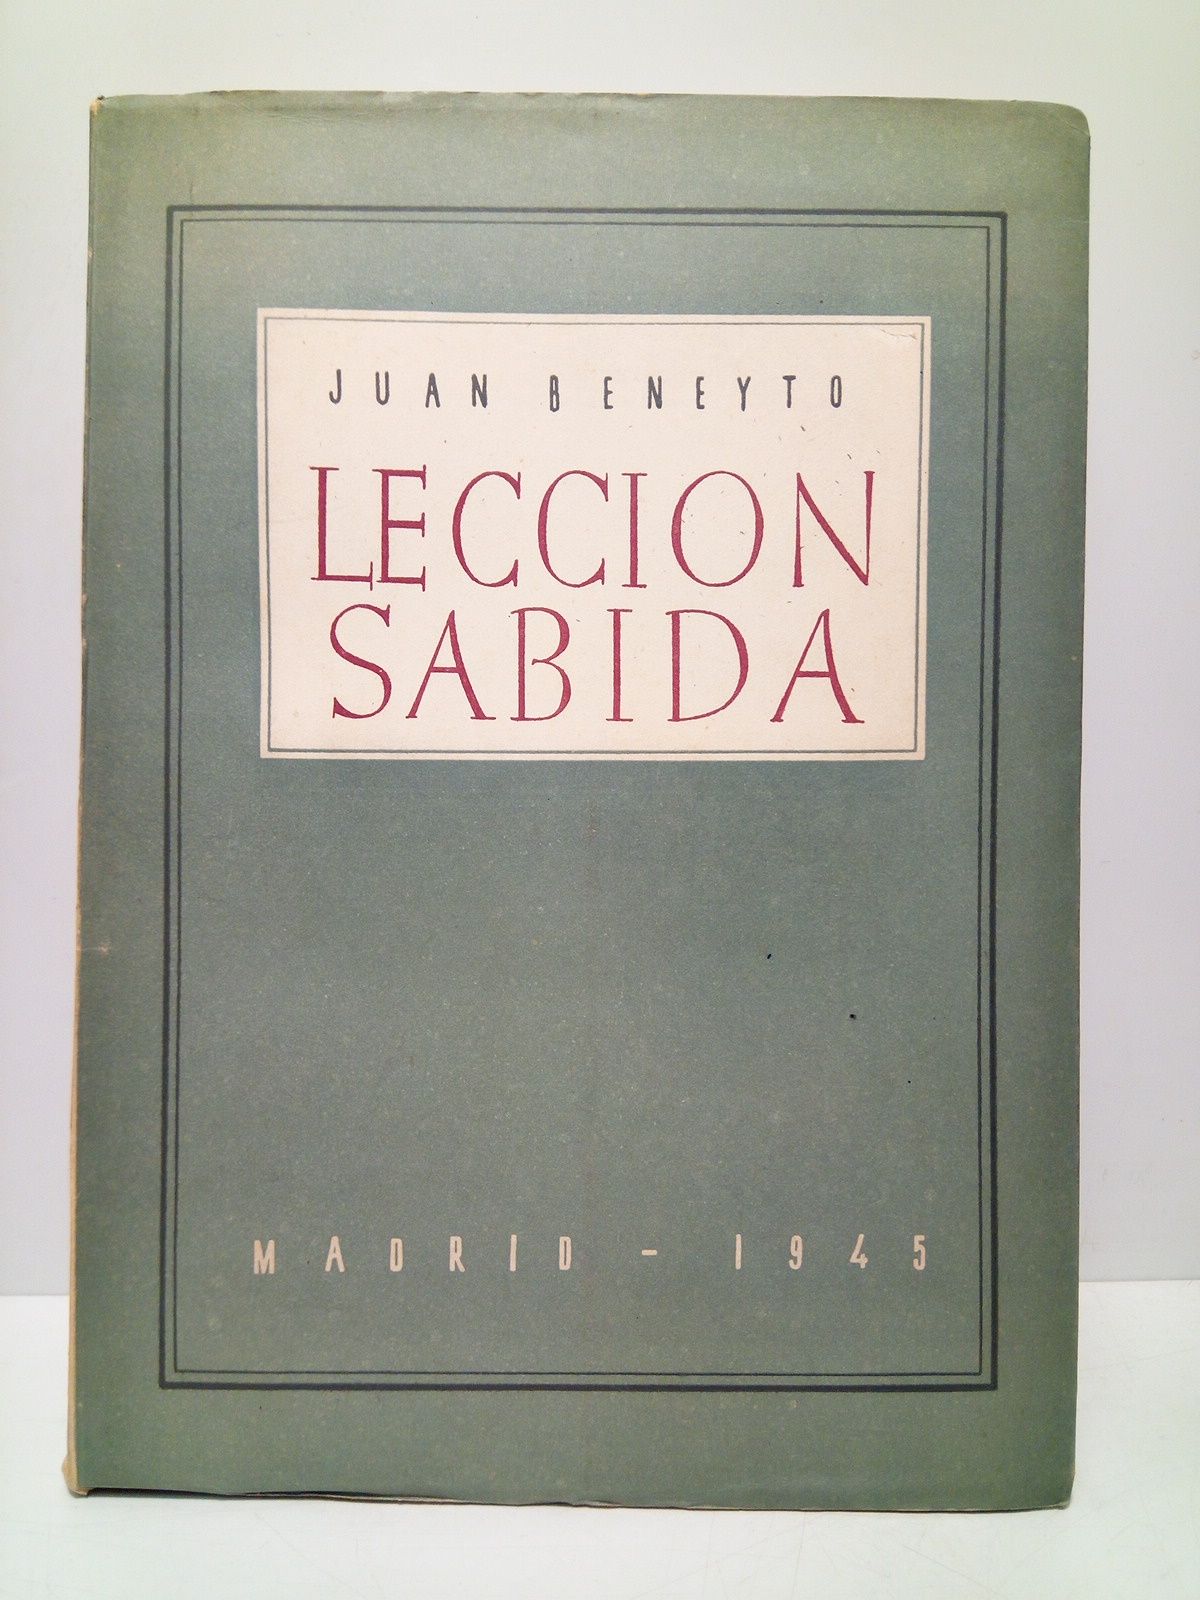 JUAN BENEYTO
LECCION
SABIDA
MADRID - 1945